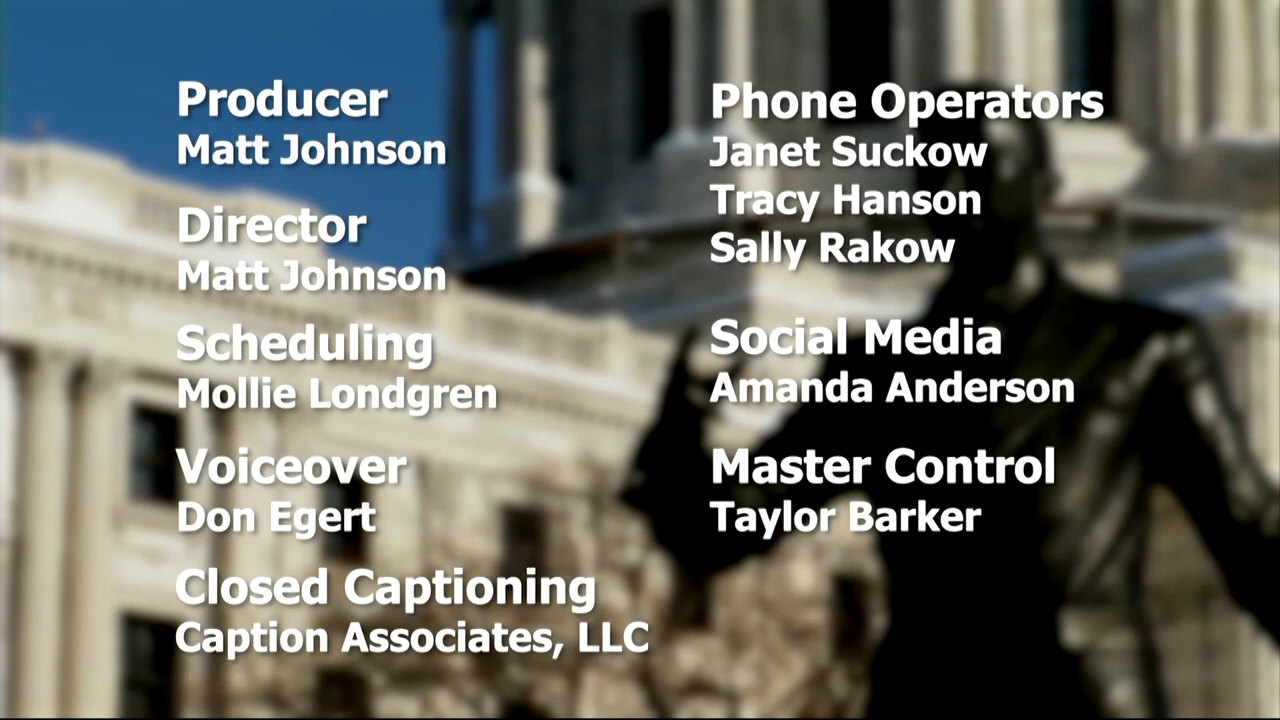 Producer
Matt Johnson
Director
Matt Johnson
Scheduling
Mollie Londgren
Voiceover
Don Egert
Closed Captioning
Caption Associates, LLC
Phone Operators
Janet Suckow
Tracy Hanson
Sally Rakow
Social Media
Amanda Anderson
Master Control
Taylor Barker